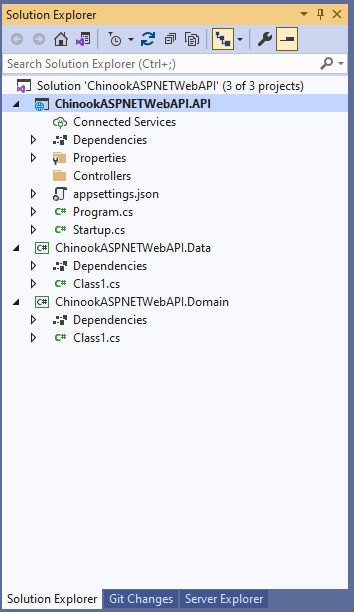 Solution Explorer
Search Solution Explorer (Ctrl+;)
Solution 'ChinookASPNETWebAPI' (3 of 3 projects)
ChinookASPNETWebAPI.API
Connected Services
Dependencies
Properties
Controllers
appsettings.json
C# Program.cs
C# Startup.cs
C# ChinookASPNETWebAPI.Data
Dependencies
C# Class1.cs
C# ChinookASPNETWebAPI.Domain
Dependencies
C# Class1.cs
Solution Explorer Git Changes Server Explorer